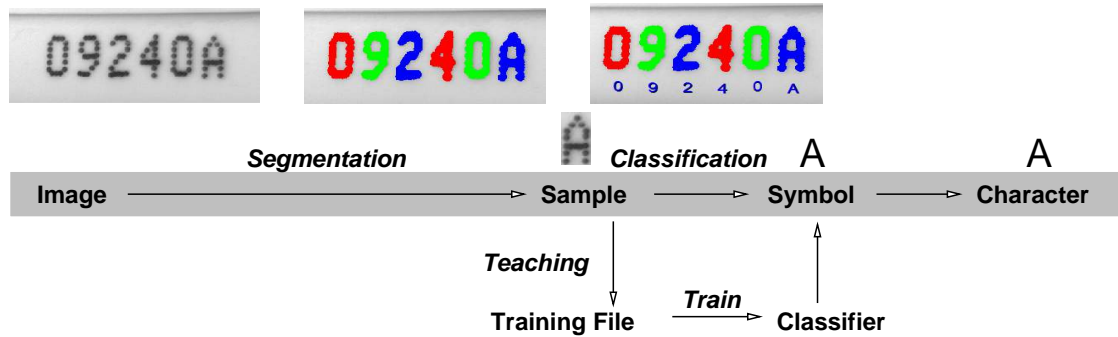 09240A 09240A 09240A
0 9 2 4 0 A
A A A
Segmentation Classification
Image Sample Symbol Character
Teaching
Train
Training File Classifier